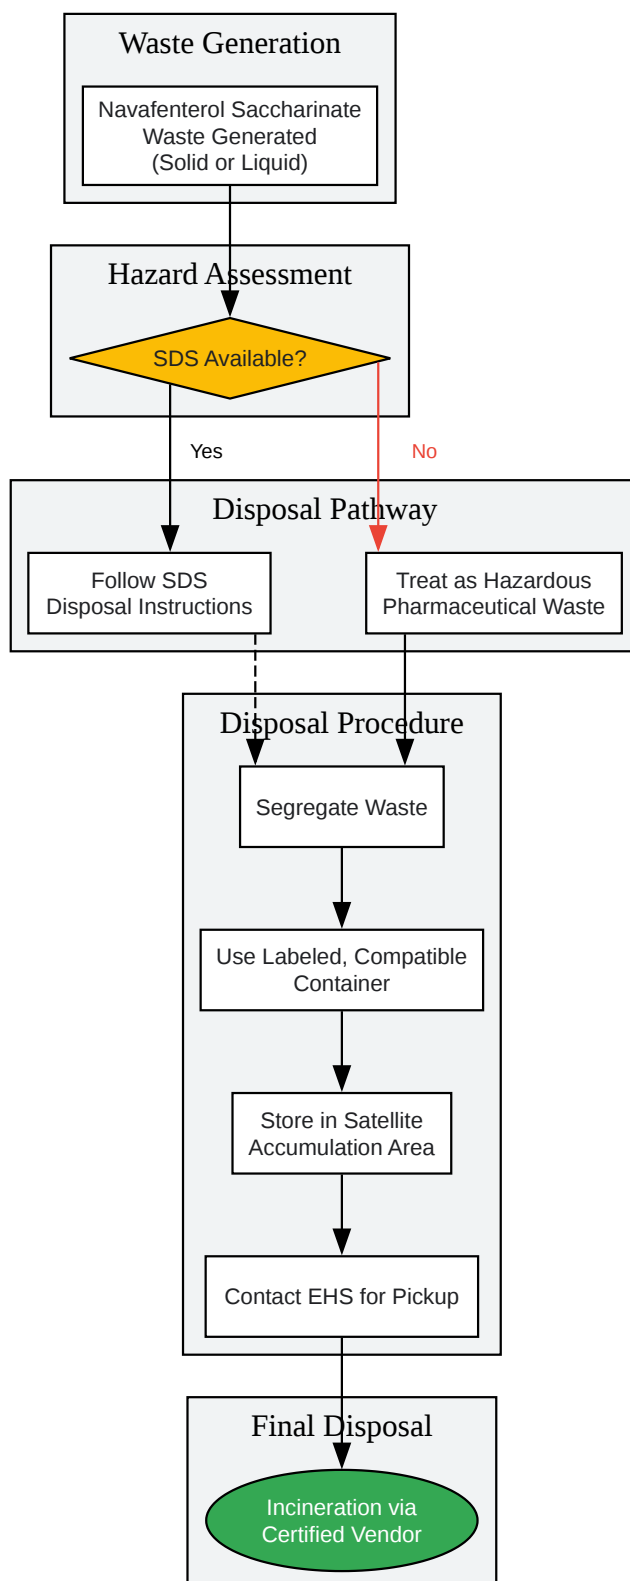 Waste Generation
Navafenterol Saccharinate
Waste Generated
(Solid or Liquid)
Hazard Assessment
SDS Available?
Yes
No
Disposal Pathway
Follow SDS
Disposal Instructions
Treat as Hazardous
Pharmaceutical Waste
Disposal Procedure
Segregate Waste
Use Labeled, Compatible
Container
Store in Satellite
Accumulation Area
Contact EHS for Pickup
Final Disposal
Incineration via
Certified Vendor